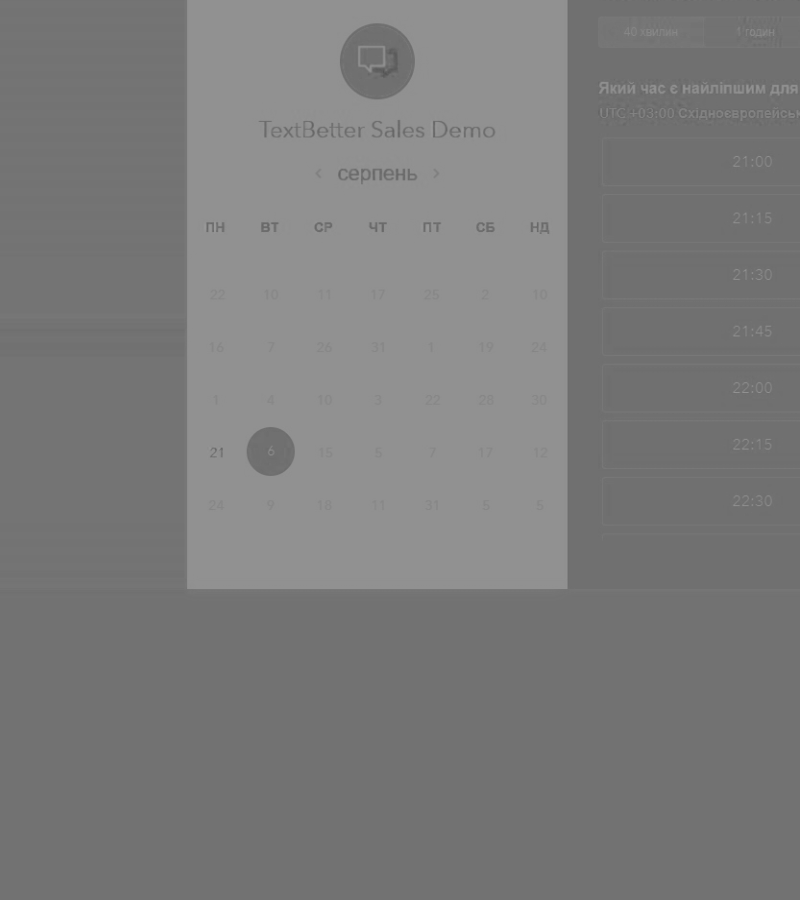 TextBetter Sales Demo
серпень
ПН ВТ СР ЧТ ПТ СБ НД
22 10 11 17 25 2 10
16 7 26 31 1 19 24
1 4 10 3 22 28 30
21 6 15 5 7 17 12
24 9 18 11 31 5 5
40 хвилин 1 годин
Який час є найліпшим для
UTC +03:00 Східноєвропейськ
21:00
21:15
21:30
21:45
22:00
22:15
22:30